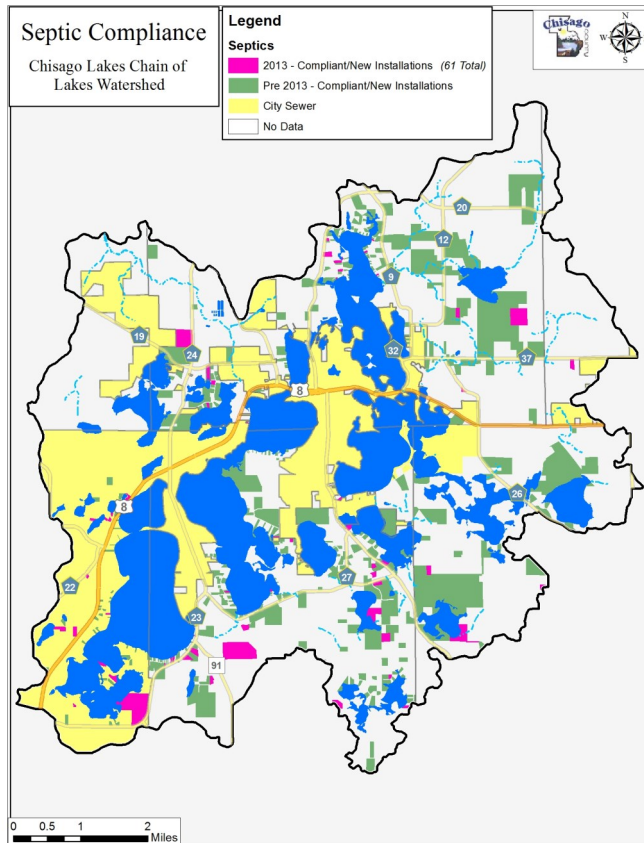 Septic Compliance
Chisago Lakes Chain of
Lakes Watershed
Legend
Septics
2013 - Compliant/New Installations (61 Total)
Pre 2013 - Compliant/New Installations
City Sewer
No Data
Chisago
County
N
W E
S
20
12
9
19
24
32
37
8
26
8
22
27
23
91
0 0.5 1 2
Miles